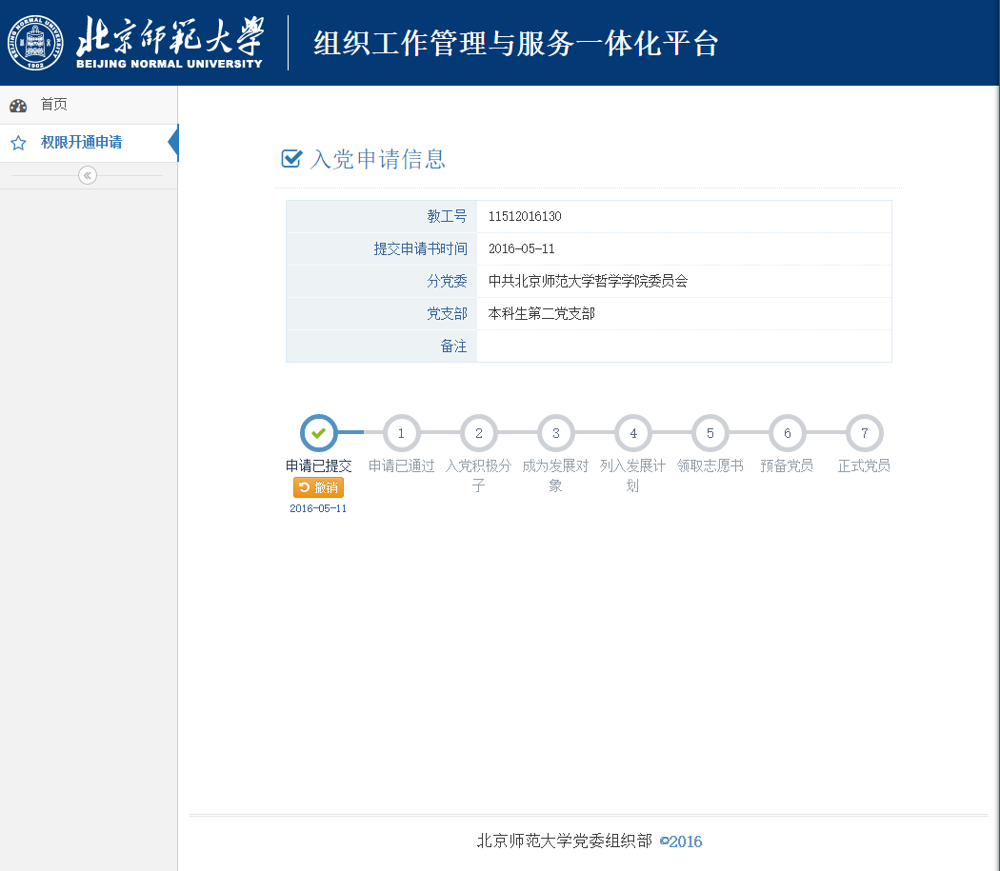 北京师范大学
BEIJING NORMAL UNIVERSITY
BEIJING NORMAL UNIVERSITY
1902
组织工作管理与服务一体化平台
首页
权限开通申请
入党申请信息
教工号 11512016130
提交申请书时间 2016-05-11
分党委 中共北京师范大学哲学学院委员会
党支部 本科生第二党支部
备注
1 2 3 4 5 6 7
申请已提交 申请已通过 入党积极分 成为发展对 列入发展计 领取志愿书 预备党员 正式党员
子 象 划
撤销
2016-05-11
北京师范大学党委组织部 ©2016